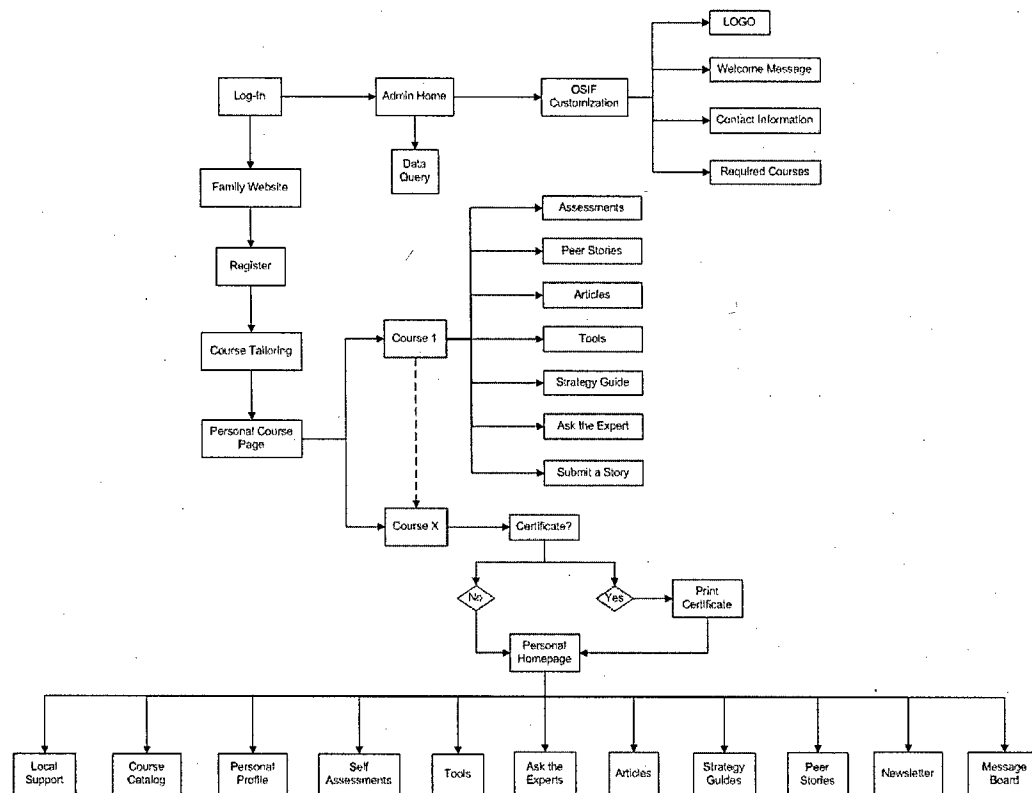 LOGO
Log-In
Admin Home
OSIF
Customization
Welcome Message
Contact Information
Data
Query
Required Courses
Family Website
Assessments
Peer Stories
Register
Articles
Course Tailoring
Course 1
Tools
Strategy Guide
Personal Course
Page
Ask the Expert
Submit a Story
Course X
Certificate?
No
Yes
Print
Certificate
Personal
Homepage
Local
Support
Course
Catalog
Personal
Profile
Self
Assessments
Tools
Ask the
Experts
Articles
Strategy
Guides
Peer
Stories
Newsletter
Message
Board